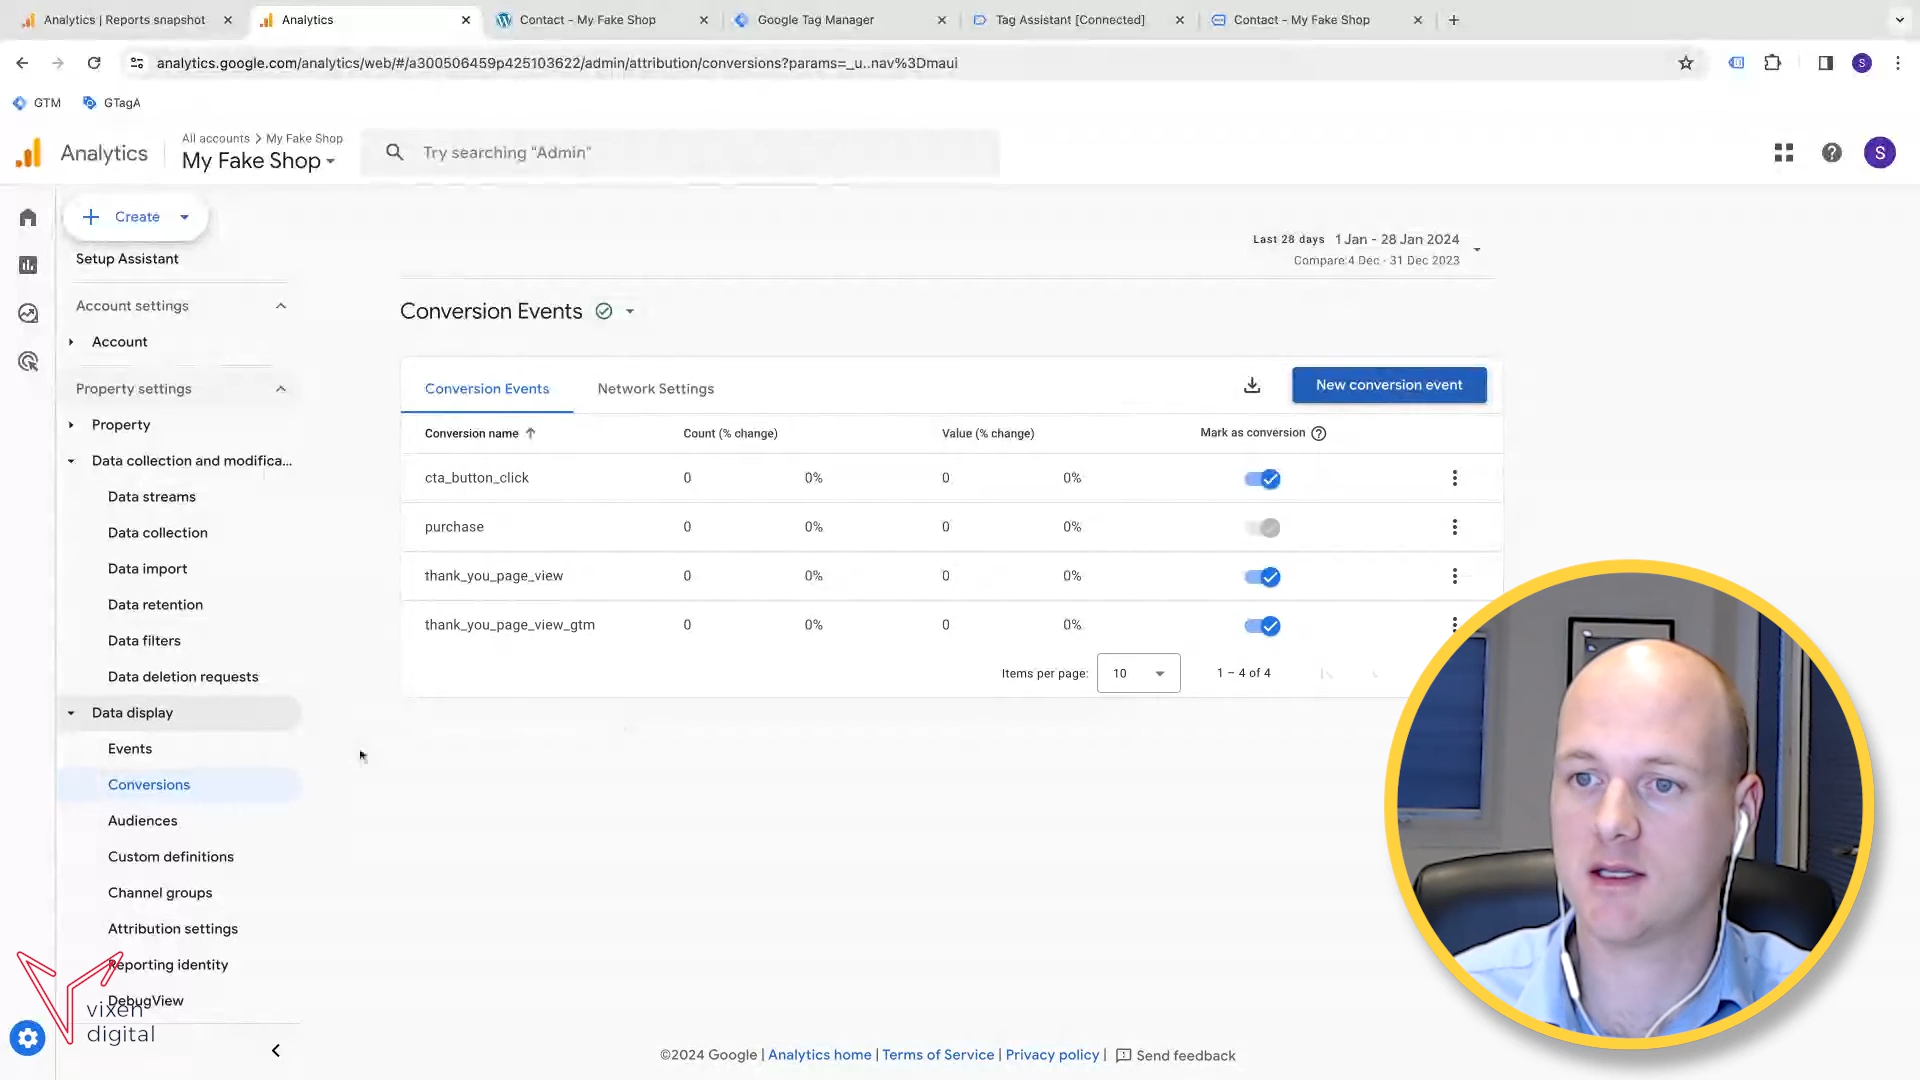 Analytics | Reports snapshot
Analytics
Contact - My Fake Shop
Google Tag Manager
Tag Assistant [Connected]
Contact - My Fake Shop
analytics.google.com/analytics/web/#/a300506459p425103622/admin/attribution/conversions?params=_u..nav%3Dmaui
S
GTM
GTagA
Analytics
All accounts > My Fake Shop
My Fake Shop
Try searching "Admin"
S
Create
Setup Assistant
Account settings
Account
Property settings
Property
Data collection and modifica...
Data streams
Data collection
Data import
Data retention
Data filters
Data deletion requests
Data display
Events
Conversions
Audiences
Custom definitions
Channel groups
Attribution settings
Reporting identity
DebugView
vixen
digital
Last 28 days 1 Jan - 28 Jan 2024
Compare 4 Dec - 31 Dec 2023
Conversion Events
Conversion Events
Network Settings
New conversion event
Conversion name
Count (% change)
Value (% change)
Mark as conversion
cta_button_click 0 0% 0 0%
purchase 0 0% 0 0%
thank_you_page_view 0 0% 0 0%
thank_you_page_view_gtm 0 0% 0 0%
Items per page: 10 1 – 4 of 4
©2024 Google | Analytics home | Terms of Service | Privacy policy | Send feedback